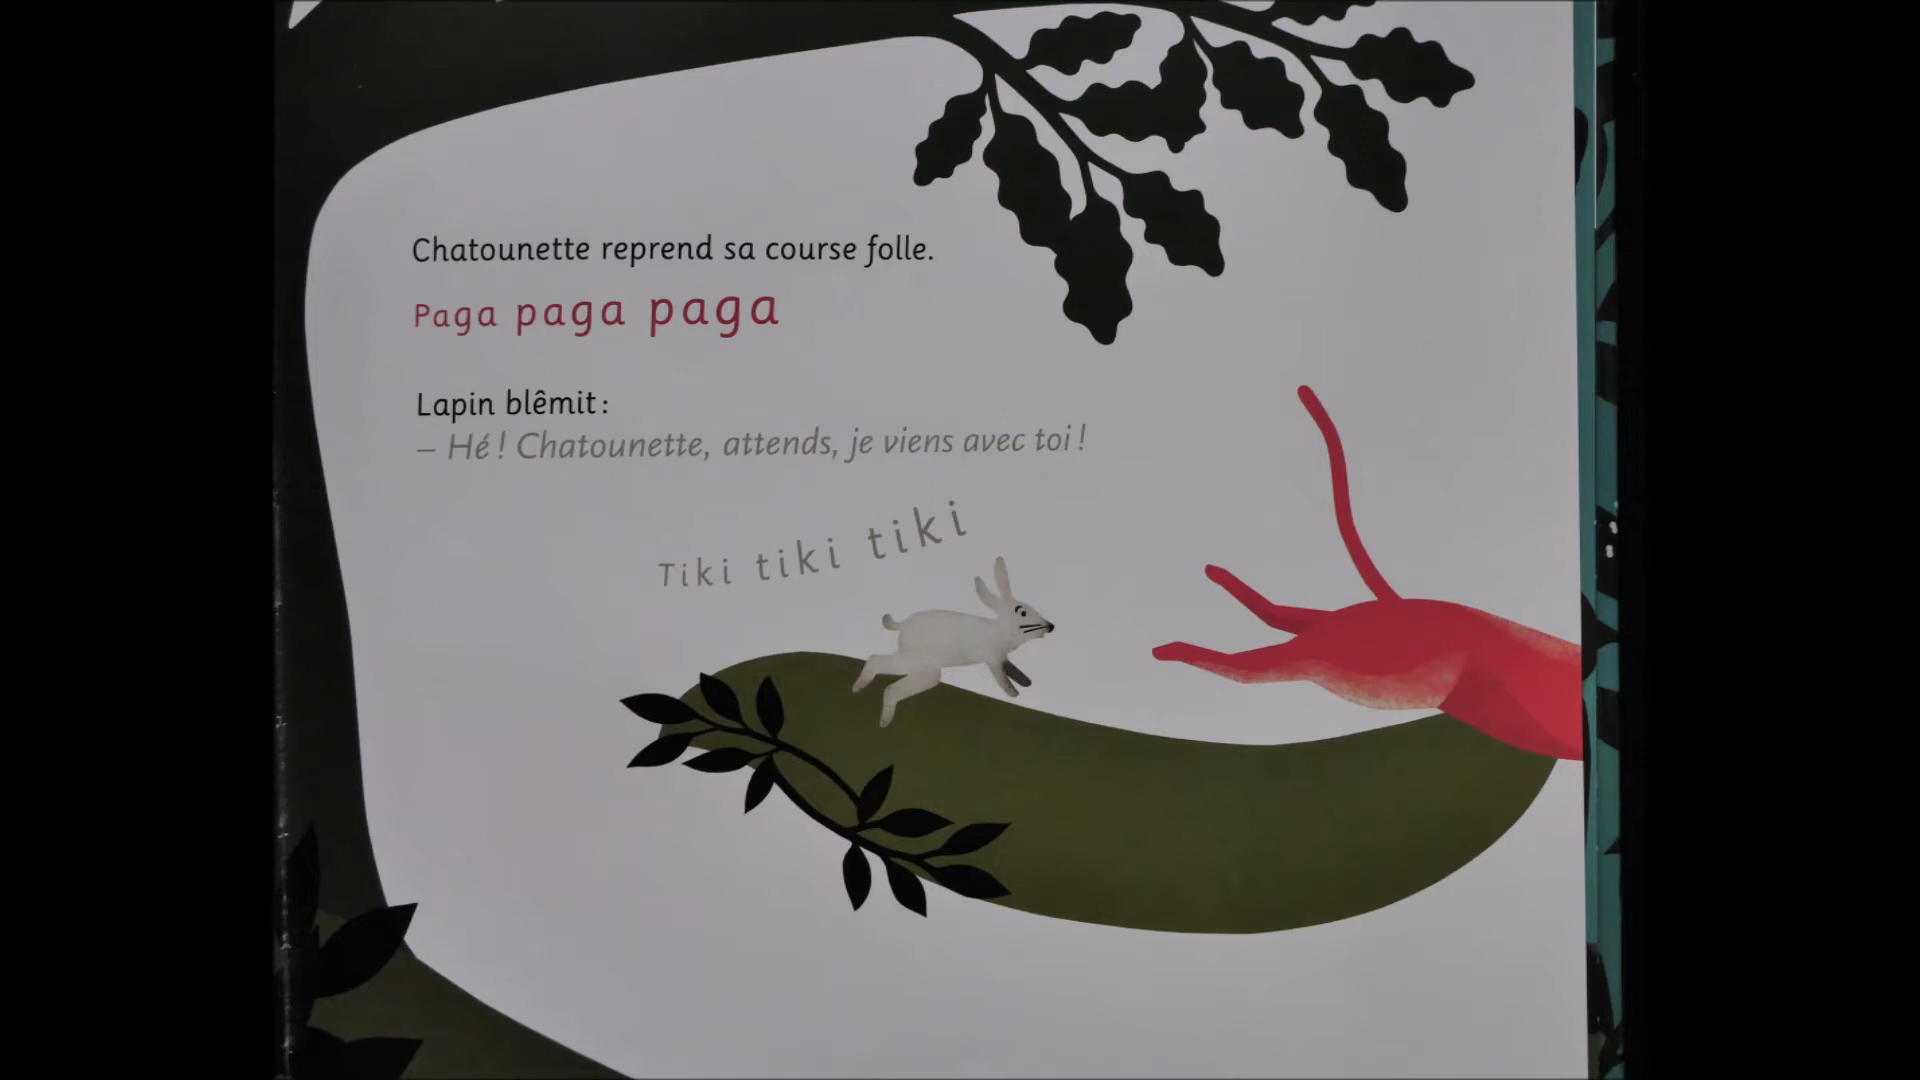 Chatounette reprend sa course folle.
Paga paga paga
Lapin blêmit :
– Hé ! Chatounette, attends, je viens avec toi !
Tiki tiki tiki